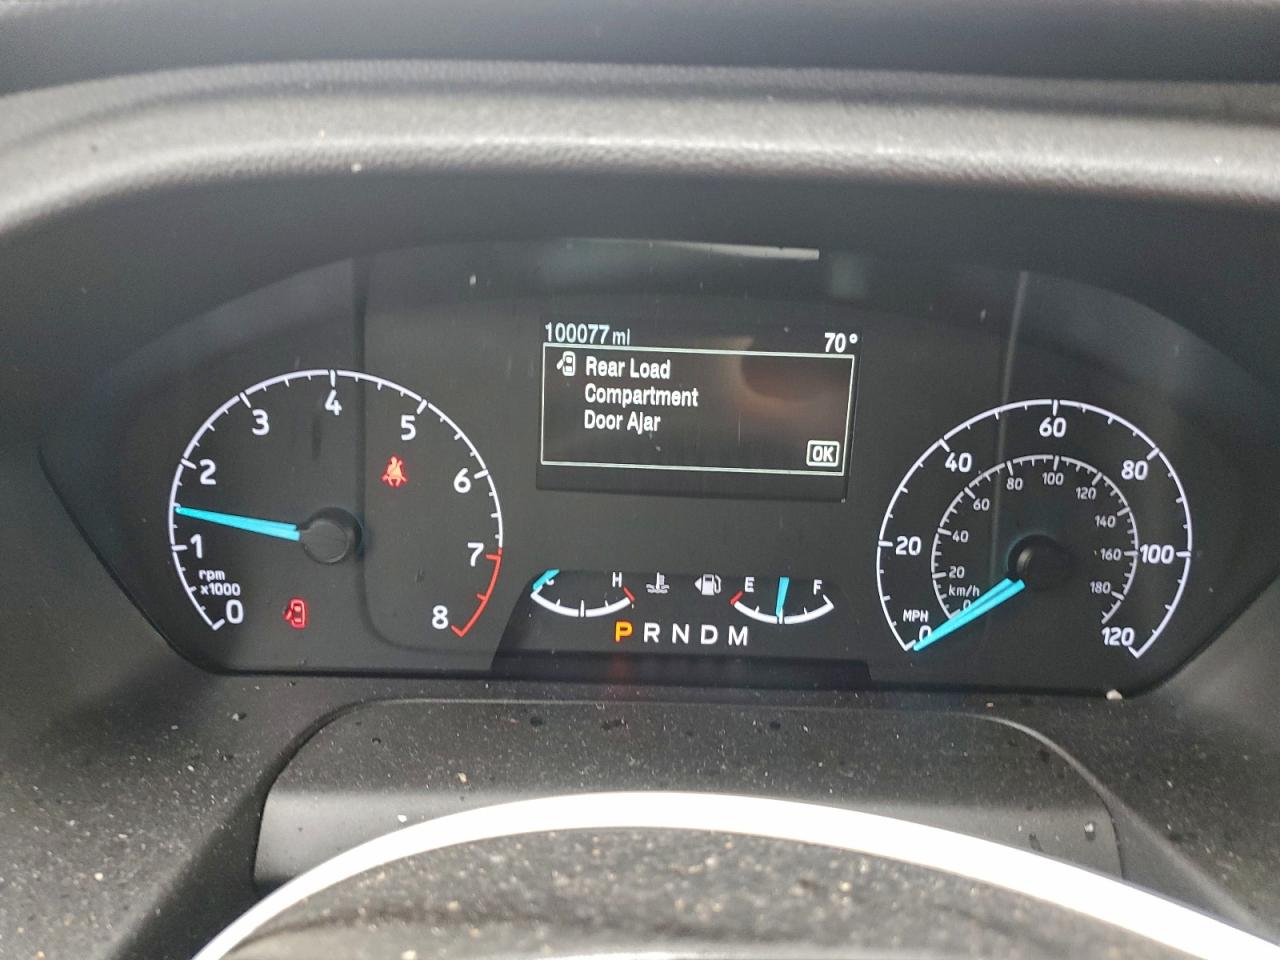 100077 mi 70°
Rear Load
Compartment
Door Ajar
OK
0 1 2 3 4 5 6 7 8
rpm
x1000
H
E F
P R N D M
0 20 40 60 80 100 120
MPH
0 20 40 60 80 100 120 140 160 180
km/h